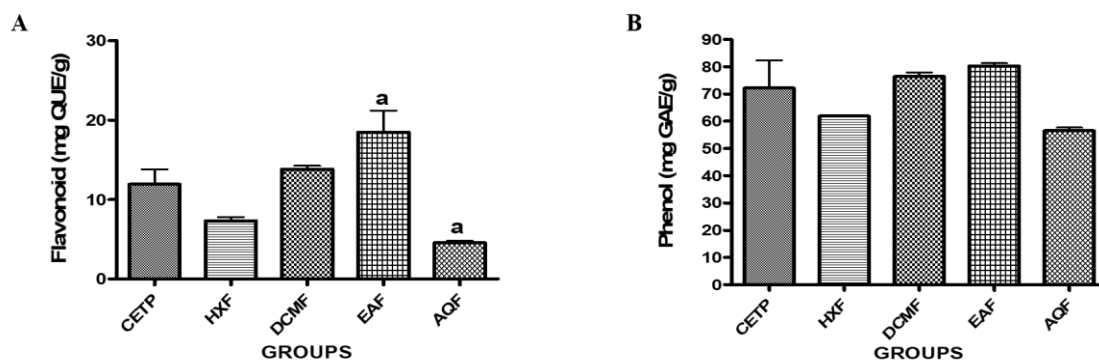 A
Flavonoid (mg QUE/g)
30
20
10
0
a
a
CETP
HXF
DCMF
EAF
AQF
GROUPS
B
Phenol (mg GAE/g)
90
80
70
60
50
40
30
20
10
0
CETP
HXF
DCMF
EAF
AQF
GROUPS